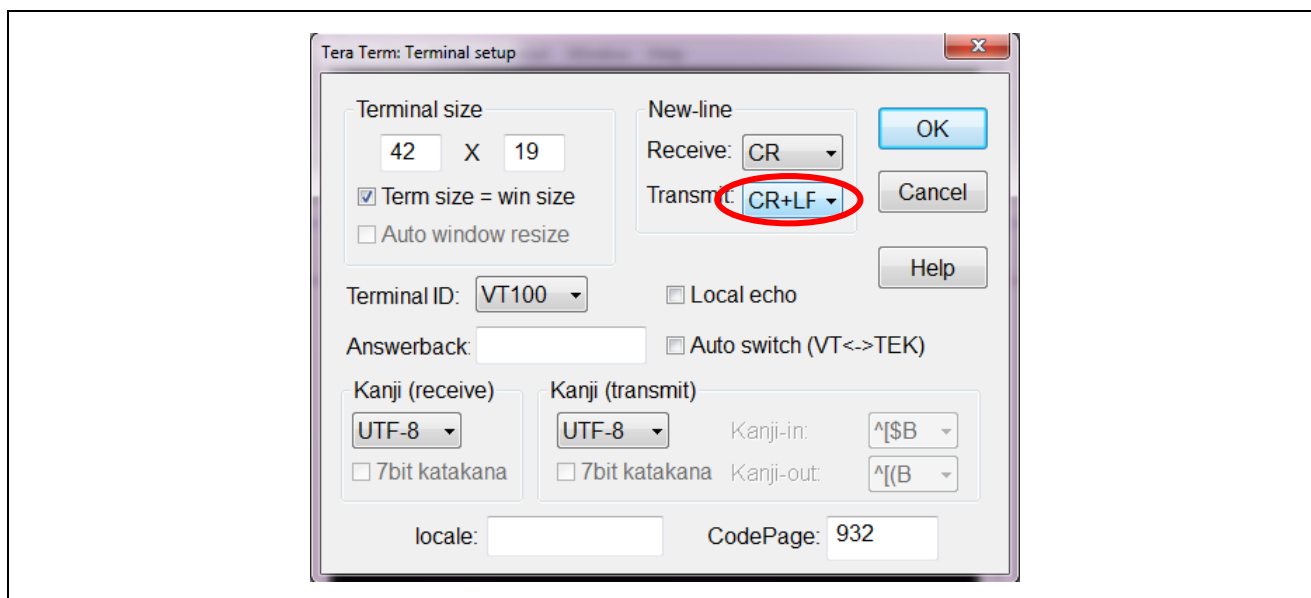 Tera Term: Terminal setup
Terminal size
42 X 19
Term size = win size
Auto window resize
New-line
Receive: CR
Transmit: CR+LF
OK
Cancel
Help
Terminal ID: VT100
Local echo
Answerback:
Auto switch (VT<->TEK)
Kanji (receive)
UTF-8
7bit katakana
Kanji (transmit)
UTF-8
Kanji-in: ^[$B
7bit katakana
Kanji-out: ^[(B
locale:
CodePage: 932